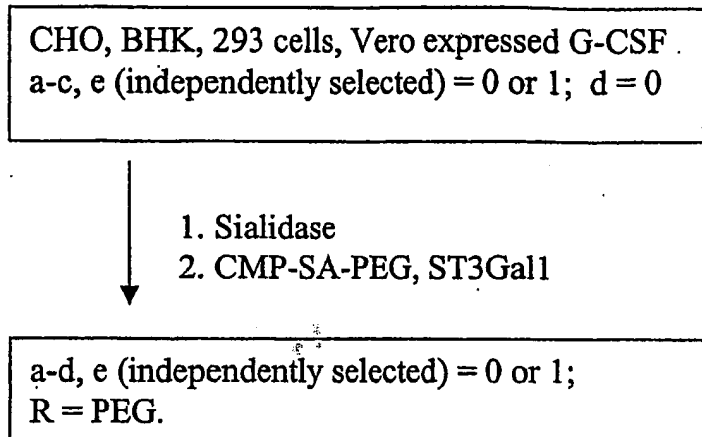 CHO, BHK, 293 cells, Vero expressed G-CSF .
a-c, e (independently selected) = 0 or 1; d = 0
1. Sialidase
2. CMP-SA-PEG, ST3Gal1
a-d, e (independently selected) = 0 or 1;
R = PEG.